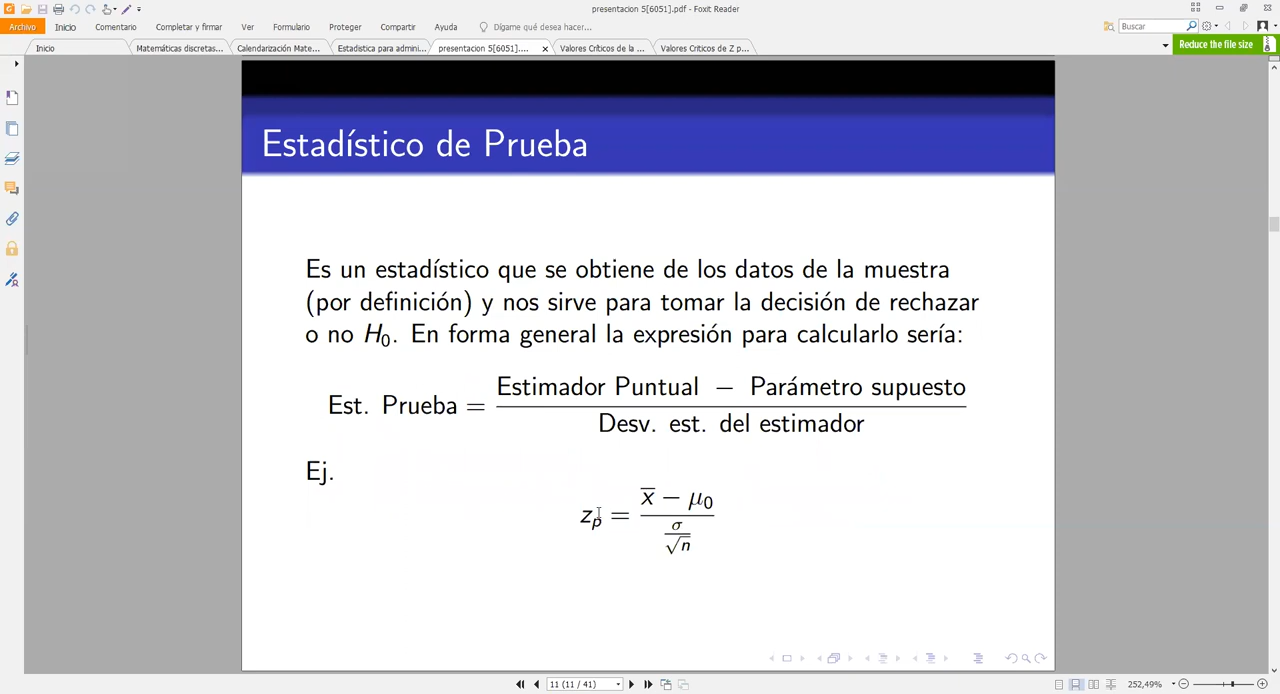 presentacion 5[6051].pdf - Foxit Reader
Archivo Inicio Comentario Completar y firmar Ver Formulario Proteger Compartir Ayuda Dígame qué desea hacer... Buscar
Inicio Matemáticas discretas... Calendarización Mate... Estadistica para admini... presentacion 5[6051].... Valores Críticos de la ... Valores Criticos de Z p... Reduce the file size
Estadístico de Prueba
Es un estadístico que se obtiene de los datos de la muestra
(por definición) y nos sirve para tomar la decisión de rechazar
o no H₀. En forma general la expresión para calcularlo sería:
Est. Prueba = (Estimador Puntual − Parámetro supuesto) / (Desv. est. del estimador)
Ej.
zₚ = (x̅ − μ₀) / (σ / √n)
11 (11 / 41) 252,49%